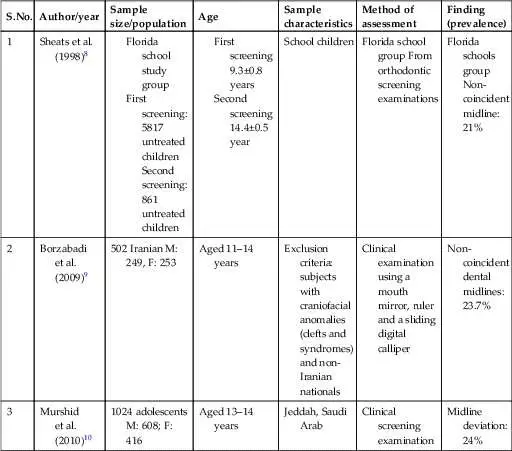 S.No.
Author/year
Sample
size/population
Age
Sample
characteristics
Method of
assessment
Finding
(prevalence)
1
Sheats et al.
(1998)8
Florida
school
study
group
First
screening:
5817
untreated
children
Second
screening:
861
untreated
children
First
screening
9.3±0.8
years
Second
screening
14.4±0.5
year
School children
Florida school
group From
orthodontic
screening
examinations
Florida
schools
group
Non-
coincident
midline:
21%
2
Borzabadi
et al.
(2009)9
502 Iranian M:
249, F: 253
Aged 11–14
years
Exclusion
criteria:
subjects
with
craniofacial
anomalies
(clefts and
syndromes)
and non-
Iranian
nationals
Clinical
examination
using a
mouth
mirror, ruler
and a sliding
digital
calliper
Non-
coincident
dental
midlines:
23.7%
3
Murshid
et al.
(2010)10
1024 adolescents
M: 608; F:
416
Aged 13–14
years
Jeddah, Saudi
Arab
Clinical
screening
examination
Midline
deviation:
24%